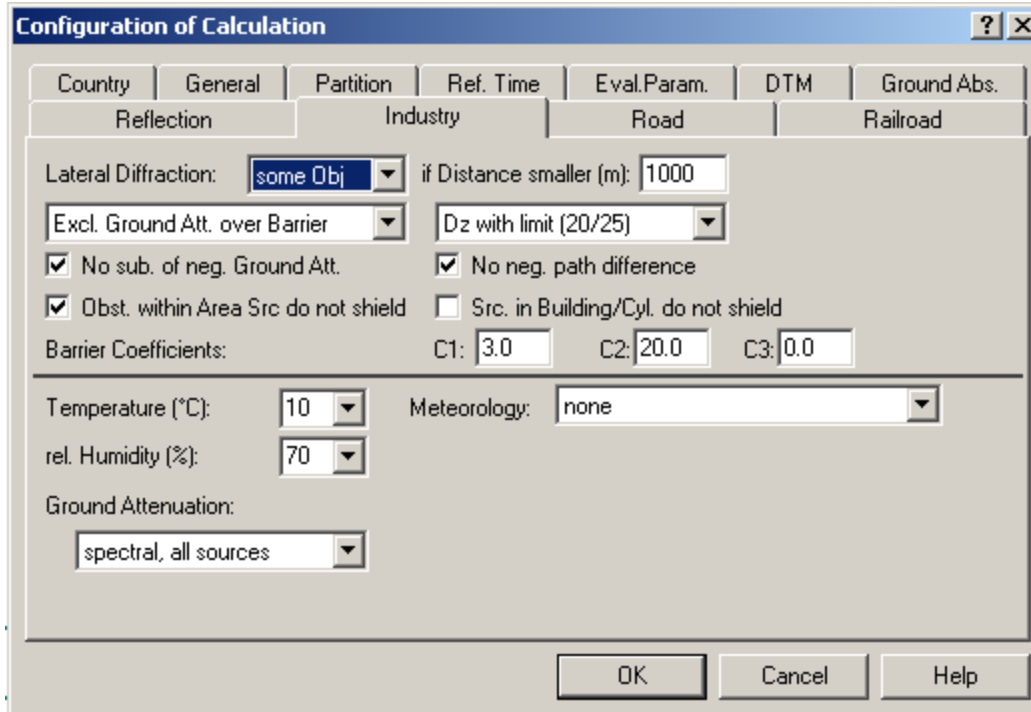 Configuration of Calculation
Country General Partition Ref. Time Eval.Param. DTM Ground Abs.
Reflection Industry Road Railroad
Lateral Diffraction: some Obj if Distance smaller (m): 1000
Excl. Ground Att. over Barrier Dz with limit (20/25)
No sub. of neg. Ground Att. No neg. path difference
Obst. within Area Src do not shield Src. in Building/Cyl. do not shield
Barrier Coefficients: C1: 3.0 C2: 20.0 C3: 0.0
Temperature (°C): 10 Meteorology: none
rel. Humidity (%): 70
Ground Attenuation:
spectral, all sources
OK Cancel Help